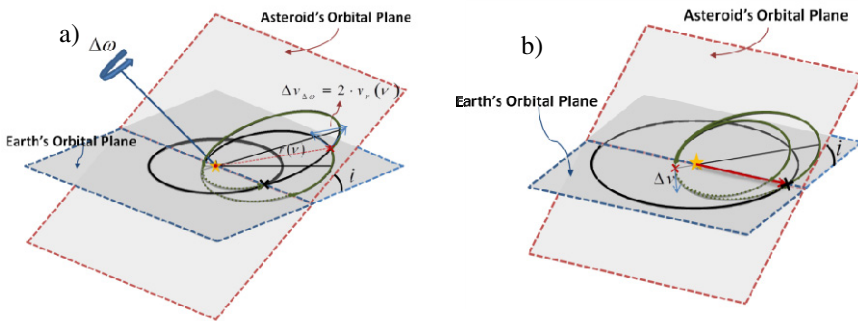 a)
Asteroid's Orbital Plane
Δω
Δv_Δω = 2 · v_r (ν)
Earth's Orbital Plane
r(ν)
i
b)
Asteroid's Orbital Plane
Earth's Orbital Plane
Δv
i